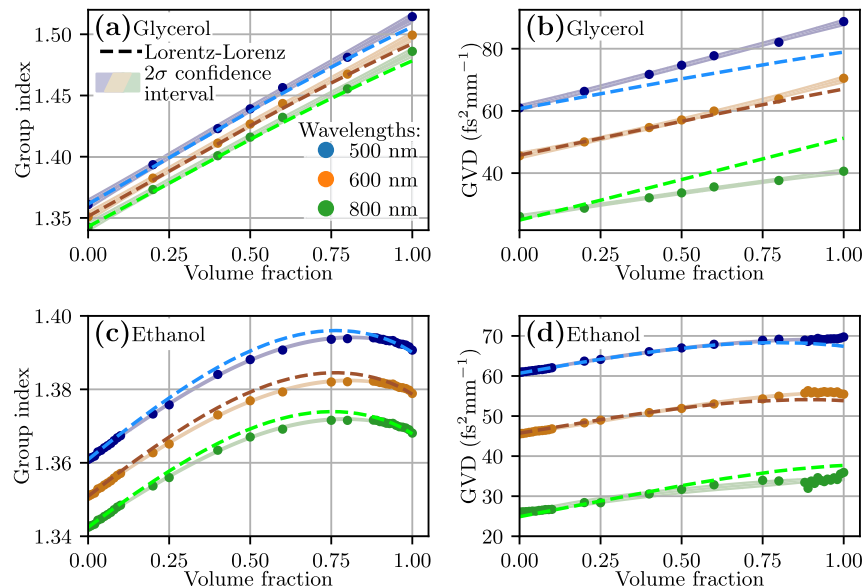 (a) Glycerol
Lorentz-Lorenz
2σ confidence
interval
Wavelengths:
500 nm
600 nm
800 nm
Group index
1.50
1.45
1.40
1.35
0.00 0.25 0.50 0.75 1.00
Volume fraction
(b) Glycerol
GVD (fs²mm⁻¹)
80
60
40
0.00 0.25 0.50 0.75 1.00
Volume fraction
(c) Ethanol
Group index
1.40
1.38
1.36
1.34
0.00 0.25 0.50 0.75 1.00
Volume fraction
(d) Ethanol
GVD (fs²mm⁻¹)
70
60
50
40
30
20
0.00 0.25 0.50 0.75 1.00
Volume fraction